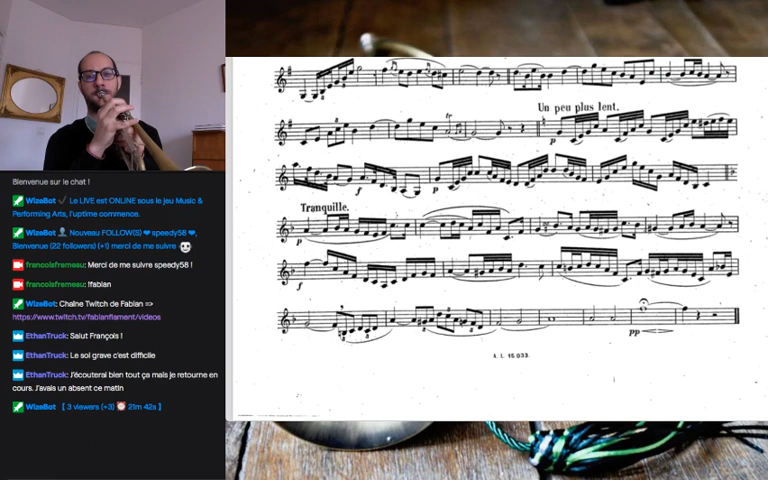 Bienvenue sur le chat !
WizeBot ✔ Le LIVE est ONLINE sous le jeu Music &
Performing Arts, l'uptime commence.
WizeBot 👤 Nouveau FOLLOW(S) ❤ speedy58 ❤,
Bienvenue (22 followers) (+1) merci de me suivre
francoisfremeau: Merci de me suivre speedy58 !
francoisfremeau: !fabian
WizeBot: Chaîne Twitch de Fabian =>
https://www.twitch.tv/fabianflament/videos
EthanTruck: Salut François !
EthanTruck: Le sol grave c'est difficile
EthanTruck: J'écouterai bien tout ça mais je retourne en
cours. J'avais un absent ce matin
WizeBot 【 3 viewers (+3) ⏰ 21m 42s 】
Un peu plus lent.
p
f
p
Tranquille.
p
f
3
3
3
pp
A. L. 15.033.